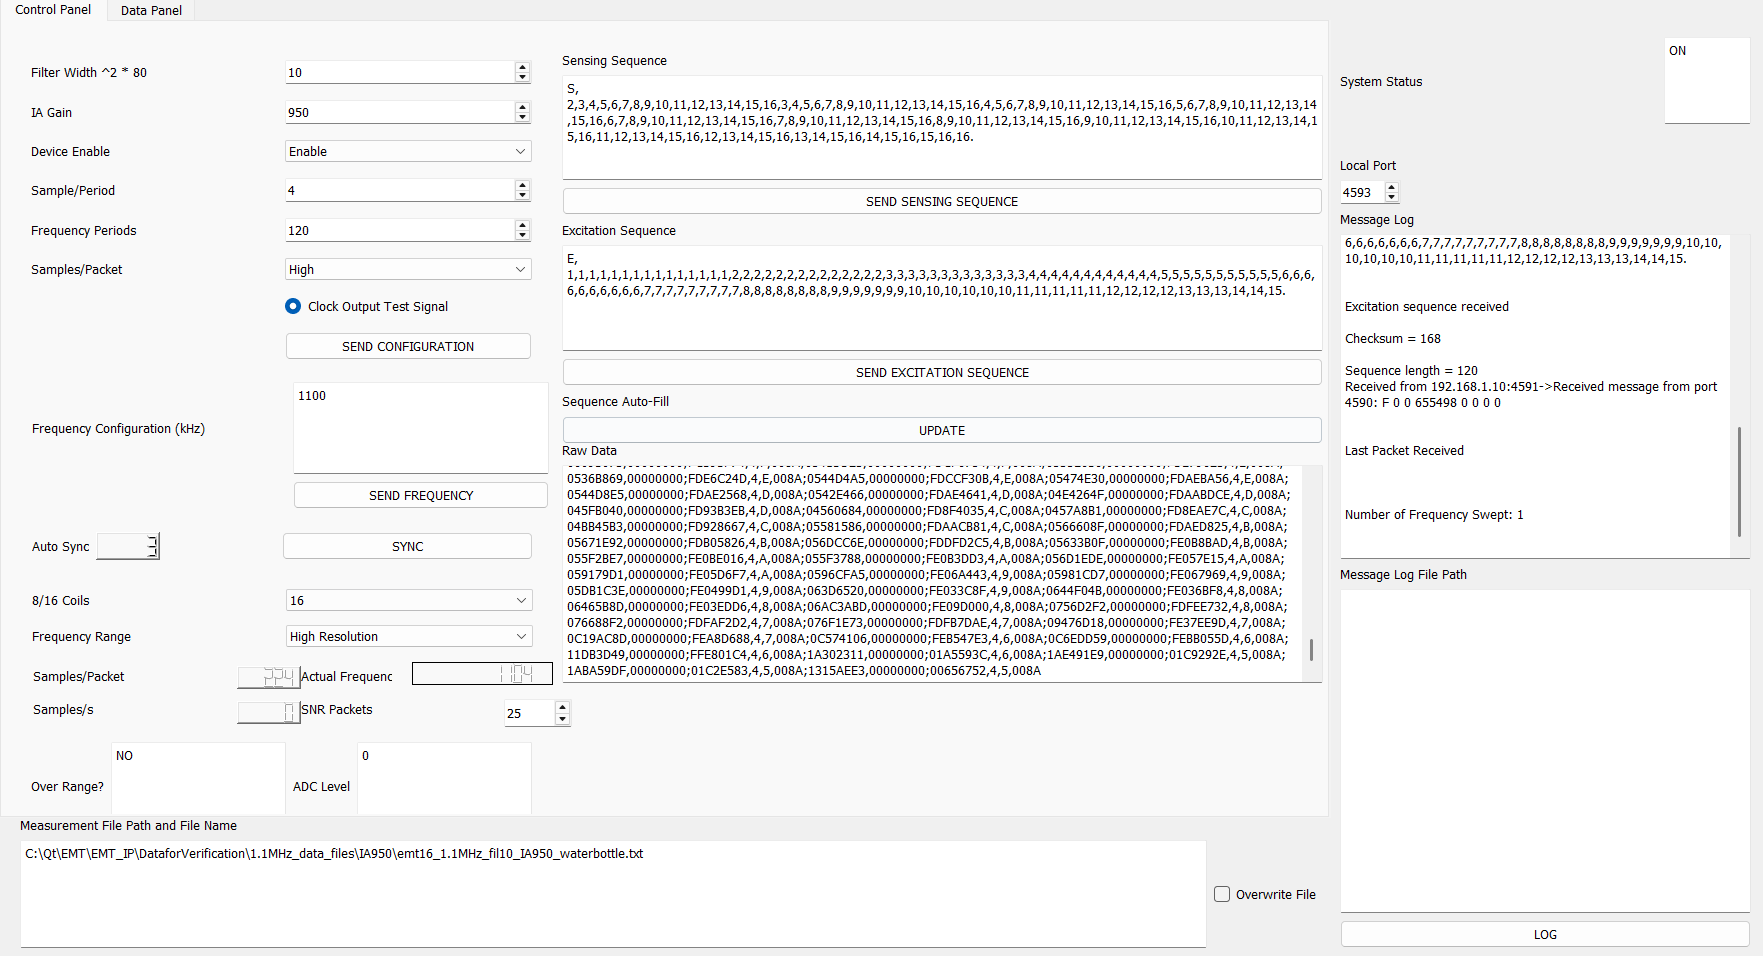 Control Panel
Data Panel
Filter Width ^2 * 80
10
IA Gain
950
Device Enable
Enable
Sample/Period
4
Frequency Periods
120
Samples/Packet
High
Clock Output Test Signal
SEND CONFIGURATION
Frequency Configuration (kHz)
1100
SEND FREQUENCY
Auto Sync
3
SYNC
8/16 Coils
16
Frequency Range
High Resolution
Samples/Packet
224
Actual Frequenc
1104
Samples/s
0
SNR Packets
25
Over Range?
NO
ADC Level
0
Sensing Sequence
S,
2,3,4,5,6,7,8,9,10,11,12,13,14,15,16,3,4,5,6,7,8,9,10,11,12,13,14,15,16,4,5,6,7,8,9,10,11,12,13,14,15,16,5,6,7,8,9,10,11,12,13,14
,15,16,6,7,8,9,10,11,12,13,14,15,16,7,8,9,10,11,12,13,14,15,16,8,9,10,11,12,13,14,15,16,9,10,11,12,13,14,15,16,10,11,12,13,14,1
5,16,11,12,13,14,15,16,12,13,14,15,16,13,14,15,16,14,15,16,15,16,16.
SEND SENSING SEQUENCE
Excitation Sequence
E,
1,1,1,1,1,1,1,1,1,1,1,1,1,1,1,2,2,2,2,2,2,2,2,2,2,2,2,2,2,3,3,3,3,3,3,3,3,3,3,3,3,3,4,4,4,4,4,4,4,4,4,4,4,4,5,5,5,5,5,5,5,5,5,5,5,6,6,6,
6,6,6,6,6,6,6,7,7,7,7,7,7,7,7,7,8,8,8,8,8,8,8,8,9,9,9,9,9,9,9,10,10,10,10,10,10,11,11,11,11,11,12,12,12,12,13,13,13,14,14,15.
SEND EXCITATION SEQUENCE
Sequence Auto-Fill
UPDATE
Raw Data
0536B869,00000000;FDE6C24D,4,E,008A;0544D4A5,00000000;FDCCF30B,4,E,008A;05474E30,00000000;FDAEBA56,4,E,008A;
0544D8E5,00000000;FDAE2568,4,D,008A;0542E466,00000000;FDAE4641,4,D,008A;04E4264F,00000000;FDAABDCE,4,D,008A;
045FB040,00000000;FD93B3EB,4,D,008A;04560684,00000000;FD8F4035,4,C,008A;0457A8B1,00000000;FD8EAE7C,4,C,008A;
04BB45B3,00000000;FD928667,4,C,008A;05581586,00000000;FDAACB81,4,C,008A;0566608F,00000000;FDAED825,4,B,008A;
05671E92,00000000;FDB05826,4,B,008A;056DCC6E,00000000;FDDFD2C5,4,B,008A;05633B0F,00000000;FE0B8BAD,4,B,008A;
055F2BE7,00000000;FE0BE016,4,A,008A;055F3788,00000000;FE0B3DD3,4,A,008A;056D1EDE,00000000;FE057E15,4,A,008A;
059179D1,00000000;FE05D6F7,4,A,008A;0596CFA5,00000000;FE06A443,4,9,008A;05981CD7,00000000;FE067969,4,9,008A;
05DB1C3E,00000000;FE0499D1,4,9,008A;063D6520,00000000;FE033C8F,4,9,008A;0644F04B,00000000;FE036BF8,4,8,008A;
06465B8D,00000000;FE03EDD6,4,8,008A;06AC3ABD,00000000;FE09D000,4,8,008A;0756D2F2,00000000;FDFEE732,4,8,008A;
076688F2,00000000;FDFAF2D2,4,7,008A;076F1E73,00000000;FDFB7DAE,4,7,008A;09476D18,00000000;FE37EE9D,4,7,008A;
0C19AC8D,00000000;FEA8D688,4,7,008A;0C574106,00000000;FEB547E3,4,6,008A;0C6EDD59,00000000;FEBB055D,4,6,008A;
11DB3D49,00000000;FFE801C4,4,6,008A;1A302311,00000000;01A5593C,4,6,008A;1AE491E9,00000000;01C9292E,4,5,008A;
1ABA59DF,00000000;01C2E583,4,5,008A;1315AEE3,00000000;00656752,4,5,008A
System Status
ON
Local Port
4593
Message Log
6,6,6,6,6,6,6,7,7,7,7,7,7,7,7,7,8,8,8,8,8,8,8,8,9,9,9,9,9,9,9,10,10,
10,10,10,10,11,11,11,11,11,12,12,12,12,13,13,13,14,14,15.
Excitation sequence received
Checksum = 168
Sequence length = 120
Received from 192.168.1.10:4591->Received message from port
4590: F 0 0 655498 0 0 0 0
Last Packet Received
Number of Frequency Swept: 1
Message Log File Path
LOG
Measurement File Path and File Name
C:\Qt\EMT\EMT_IP\DataforVerification\1.1MHz_data_files\IA950\emt16_1.1MHz_fil10_IA950_waterbottle.txt
Overwrite File